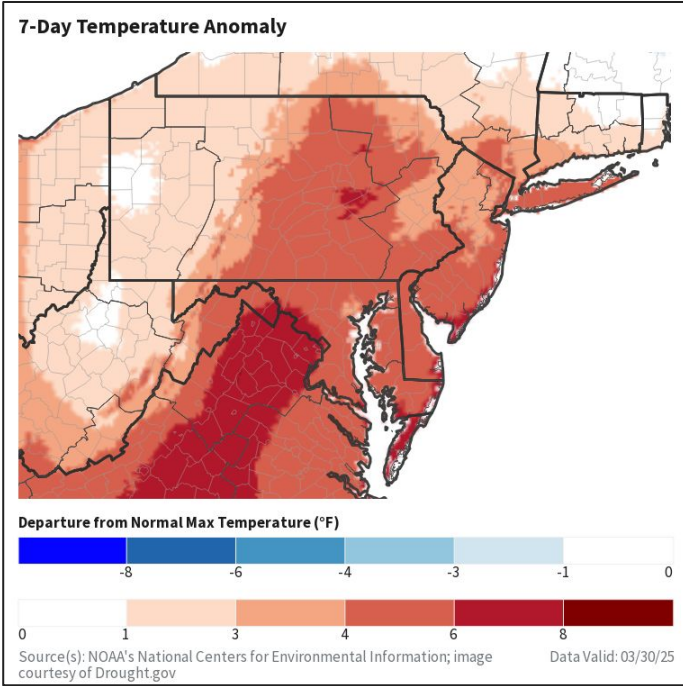 7-Day Temperature Anomaly
Departure from Normal Max Temperature (°F)
-8 -6 -4 -3 -1 0
0 1 3 4 6 8
Source(s): NOAA's National Centers for Environmental Information; image
courtesy of Drought.gov
Data Valid: 03/30/25